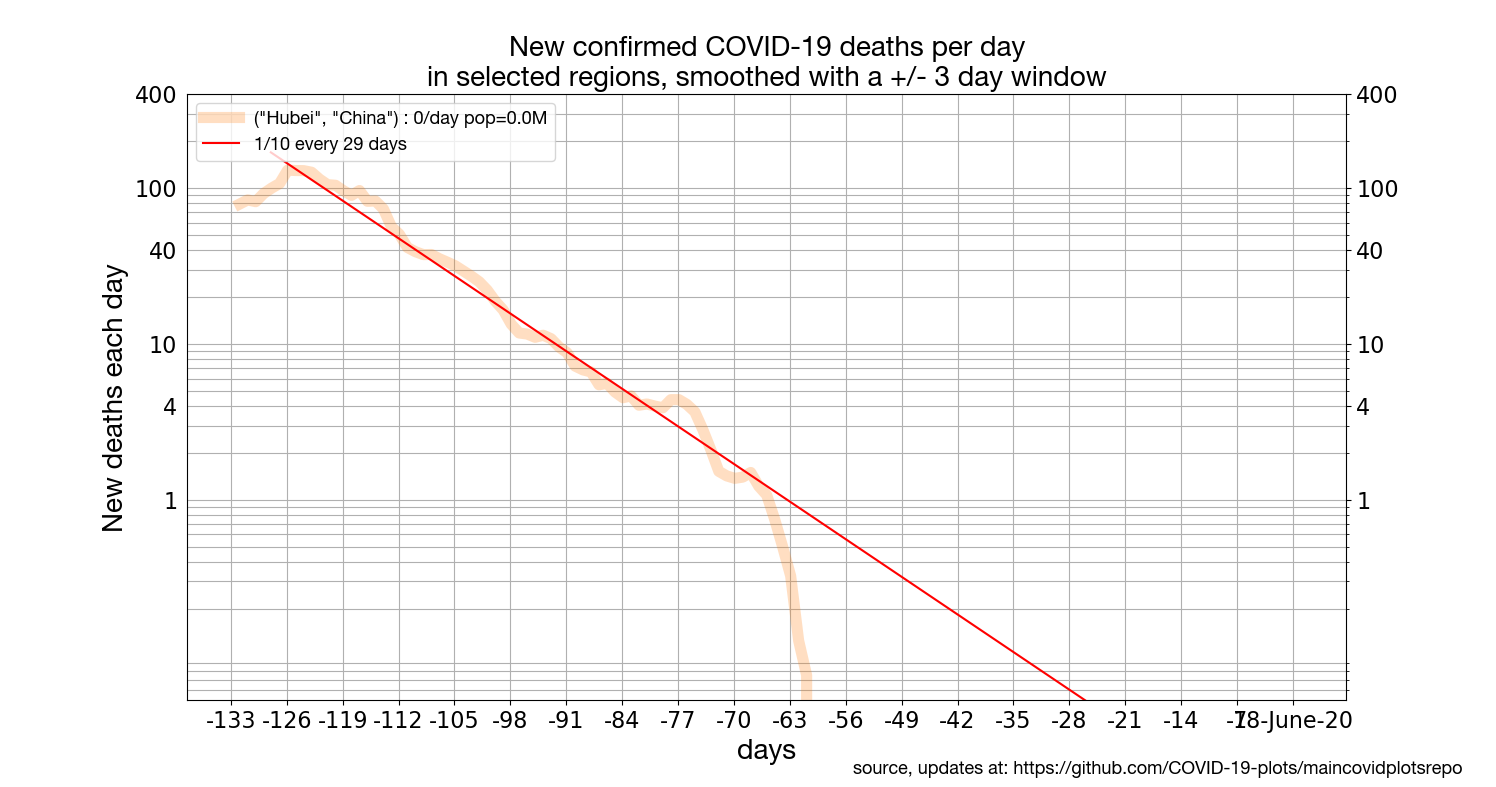 New confirmed COVID-19 deaths per day
in selected regions, smoothed with a +/- 3 day window
400
400
("Hubei", "China") : 0/day pop=0.0M
1/10 every 29 days
100
100
40
40
10
10
4
4
1
1
New deaths each day
-133 -126 -119 -112 -105 -98 -91 -84 -77 -70 -63 -56 -49 -42 -35 -28 -21 -14 -7 18-June-20
days
source, updates at: https://github.com/COVID-19-plots/maincovidplotsrepo